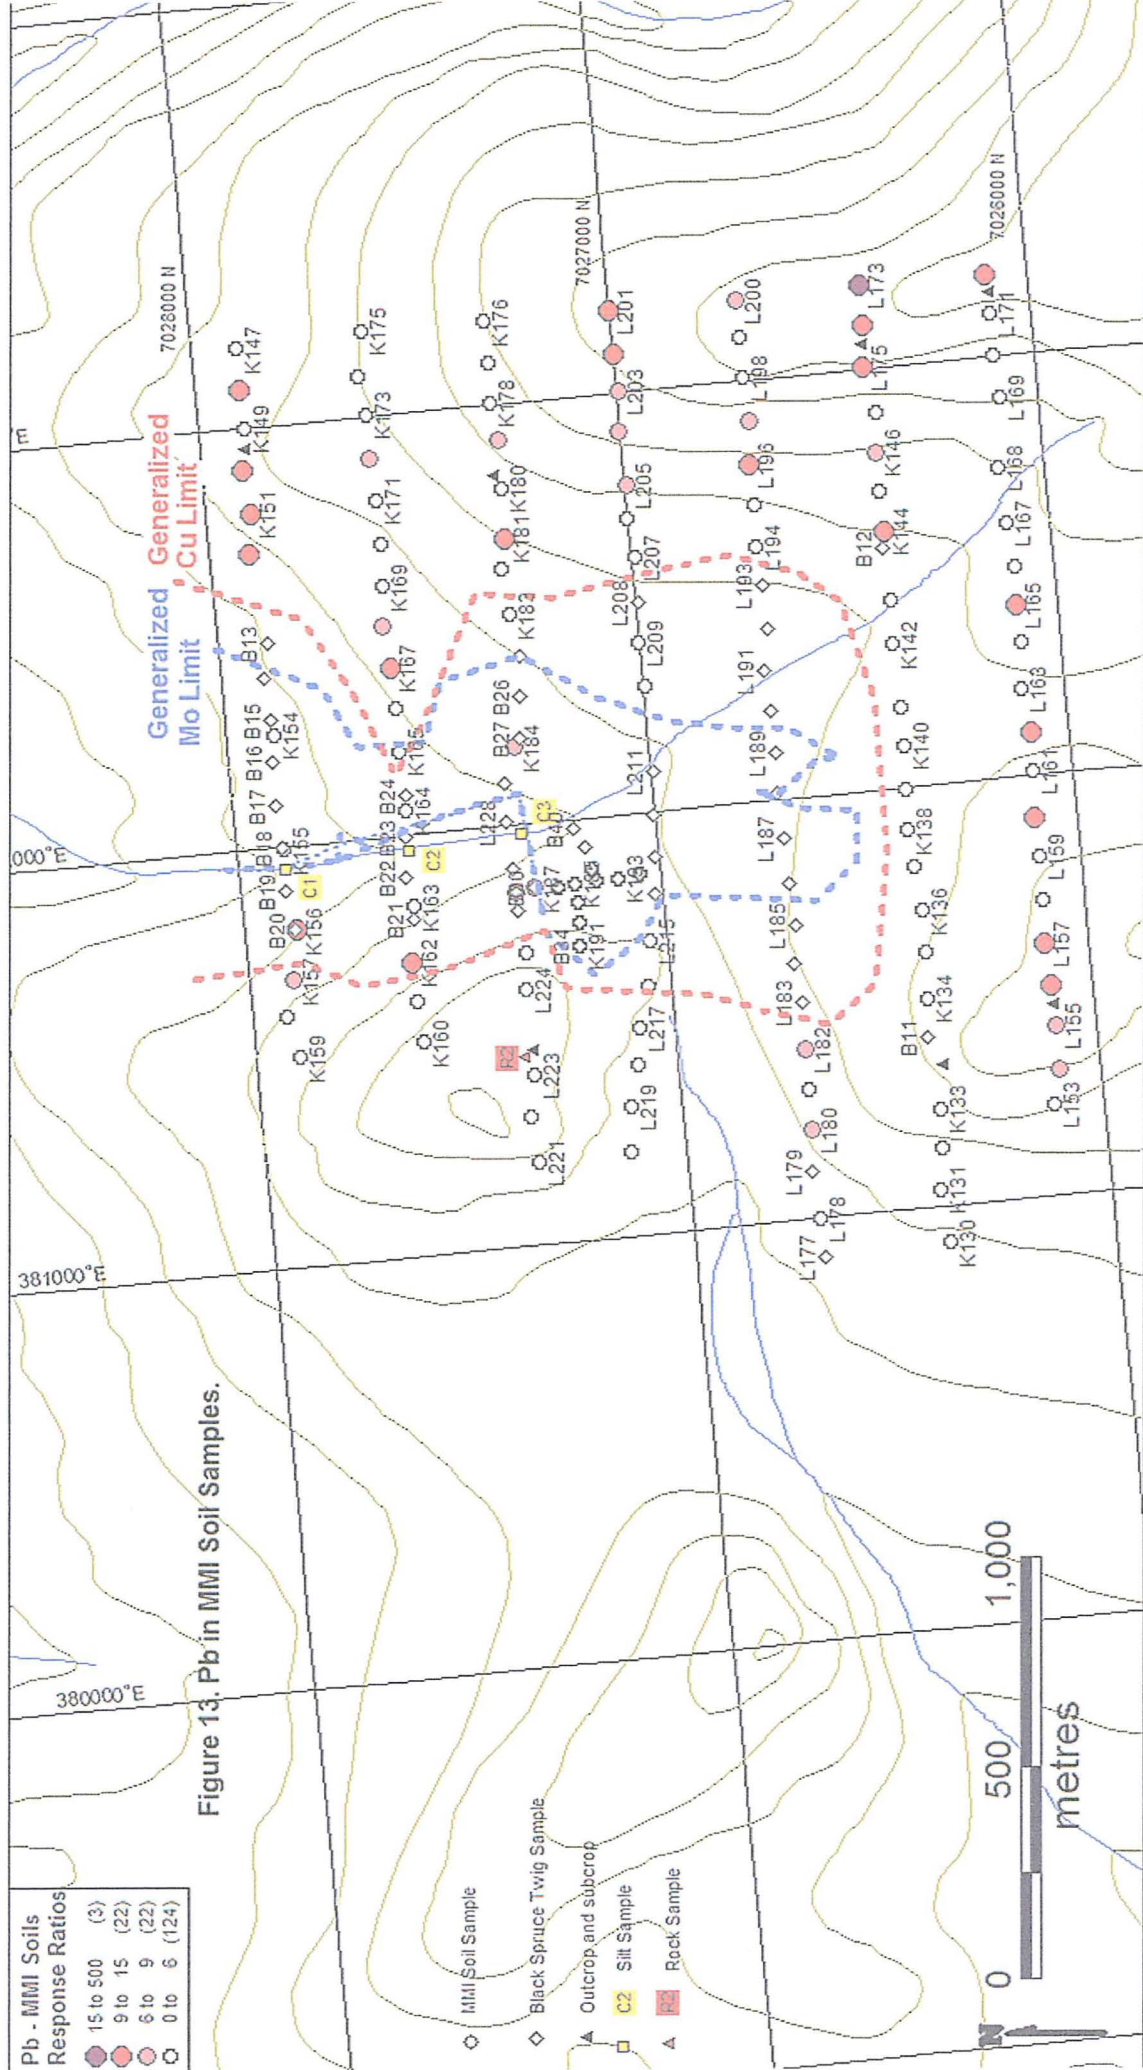 Pb - MMI Soils
Response Ratios
15 to 500 (3)
9 to 15 (22)
6 to 9 (22)
0 to 6 (124)
Figure 13. Pb in MMI Soil Samples.
MMI Soil Sample
Black Spruce Twig Sample
Outcrop and subcrop
C2 Silt Sample
R2 Rock Sample
N
0 500 1,000
metres
380000°E
381000°E
000°E
E
7028000 N
7027000 N
7026000 N
Generalized
Mo Limit
Generalized
Cu Limit
K159
K157
K156
B20
B19
C1
K155
B18
B17
B16
K154
B15
B13
K151
K149
K147
K160
K162
K163
B21
B22
C2
B23
K164
B24
K165
K167
K169
K171
K173
K175
L221
L223
R2
L224
K187
L228
C3
B27
K184
B26
K183
K181
K180
K178
K176
B34
K191
K193
B40
L219
L217
L215
L211
L209
L208
L207
L205
L203
L201
L177
L178
L179
L180
L182
L183
L185
L187
L189
L191
L193
L194
L196
L198
L200
K130
K131
K133
B11
K134
K136
K138
K140
K142
B12
K144
K146
L175
L173
L153
L155
L157
L159
L161
L163
L165
L167
L168
L169
L171